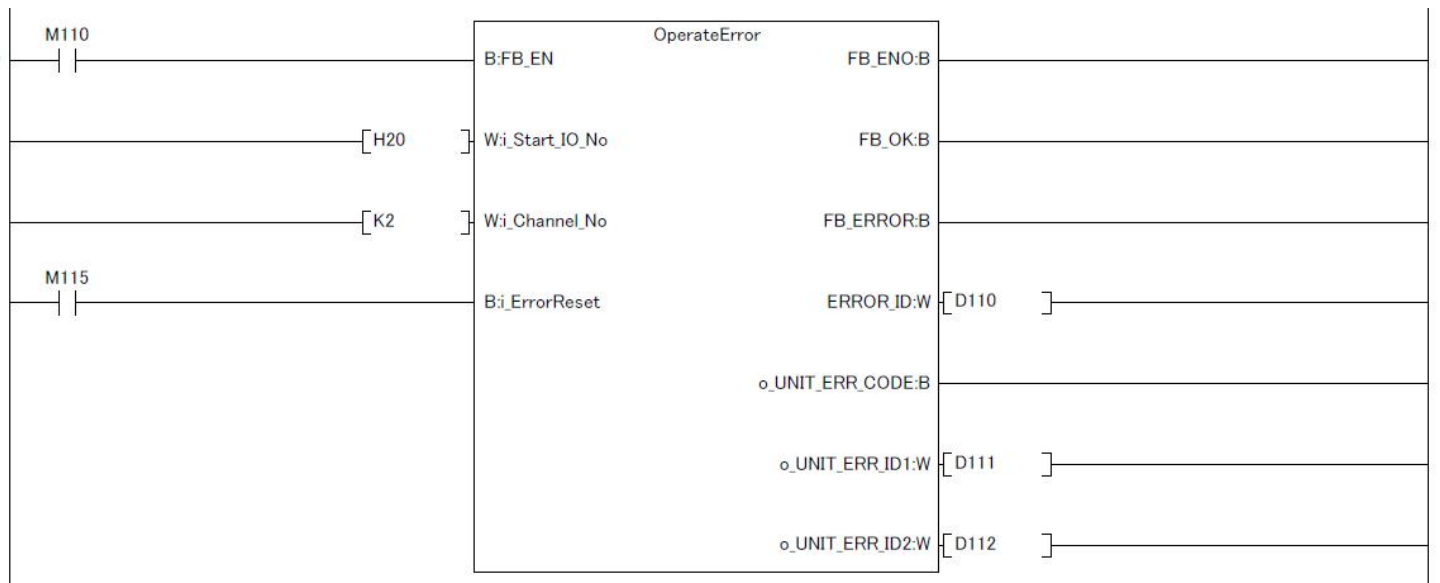 M110
OperateError
B:FB_EN
FB_ENO:B
H20
W:i_Start_IO_No
FB_OK:B
K2
W:i_Channel_No
FB_ERROR:B
M115
B:i_ErrorReset
ERROR_ID:W
D110
o_UNIT_ERR_CODE:B
o_UNIT_ERR_ID1:W
D111
o_UNIT_ERR_ID2:W
D112